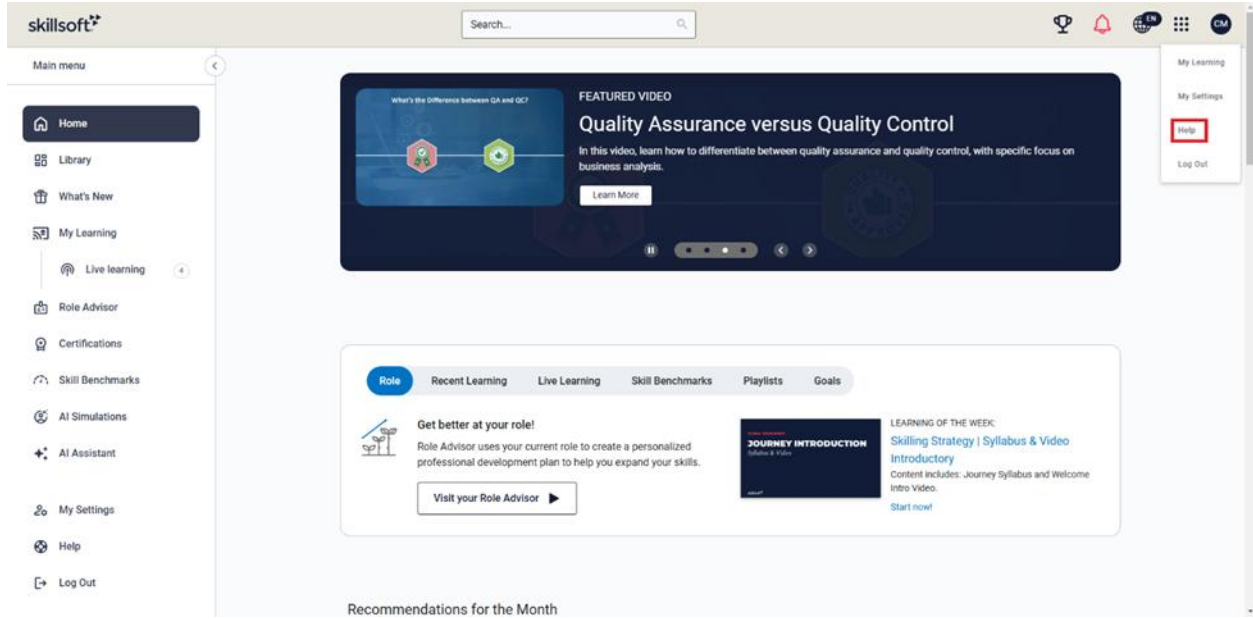 skillsoft
Search...
EN
CM
Main menu
My Learning
My Settings
Help
Log Out
Home
Library
What's New
My Learning
Live learning
4
Role Advisor
Certifications
Skill Benchmarks
AI Simulations
AI Assistant
My Settings
Help
Log Out
What's the Difference between QA and QC?
FEATURED VIDEO
Quality Assurance versus Quality Control
In this video, learn how to differentiate between quality assurance and quality control, with specific focus on
business analysis.
Learn More
Role
Recent Learning
Live Learning
Skill Benchmarks
Playlists
Goals
Get better at your role!
Role Advisor uses your current role to create a personalized
professional development plan to help you expand your skills.
Visit your Role Advisor
JOURNEY INTRODUCTION
Syllabus & Video
LEARNING OF THE WEEK:
Skilling Strategy | Syllabus & Video
Introductory
Content includes: Journey Syllabus and Welcome
Intro Video.
Start now!
Recommendations for the Month